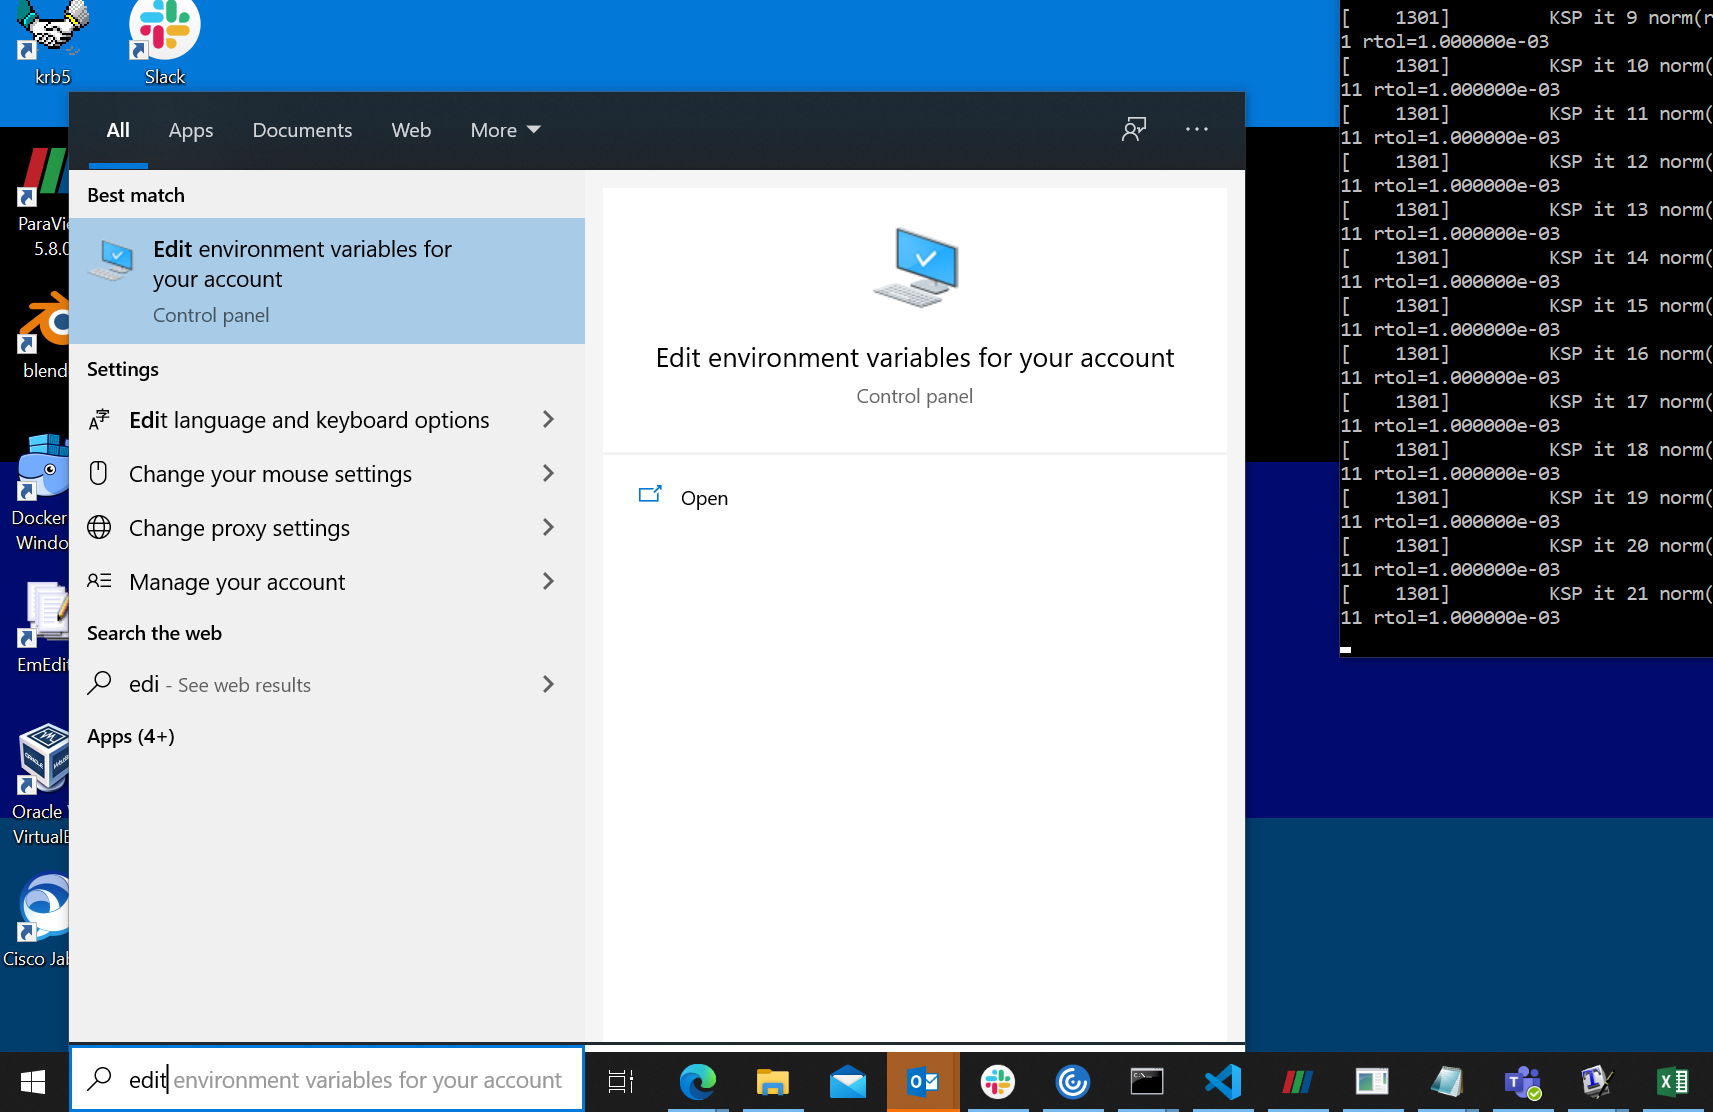 krb5
Slack
ParaVie
5.8.0
blend
Docker
Windo
EmEdit
Oracle V
VirtualB
Cisco Jab
All Apps Documents Web More
Best match
Edit environment variables for
your account
Control panel
Settings
Edit language and keyboard options
Change your mouse settings
Change proxy settings
Manage your account
Search the web
edi - See web results
Apps (4+)
Edit environment variables for your account
Control panel
Open
edit environment variables for your account
[    1301]         KSP it 9 norm(r
1 rtol=1.000000e-03
[    1301]         KSP it 10 norm(
11 rtol=1.000000e-03
[    1301]         KSP it 11 norm(
11 rtol=1.000000e-03
[    1301]         KSP it 12 norm(
11 rtol=1.000000e-03
[    1301]         KSP it 13 norm(
11 rtol=1.000000e-03
[    1301]         KSP it 14 norm(
11 rtol=1.000000e-03
[    1301]         KSP it 15 norm(
11 rtol=1.000000e-03
[    1301]         KSP it 16 norm(
11 rtol=1.000000e-03
[    1301]         KSP it 17 norm(
11 rtol=1.000000e-03
[    1301]         KSP it 18 norm(
11 rtol=1.000000e-03
[    1301]         KSP it 19 norm(
11 rtol=1.000000e-03
[    1301]         KSP it 20 norm(
11 rtol=1.000000e-03
[    1301]         KSP it 21 norm(
11 rtol=1.000000e-03